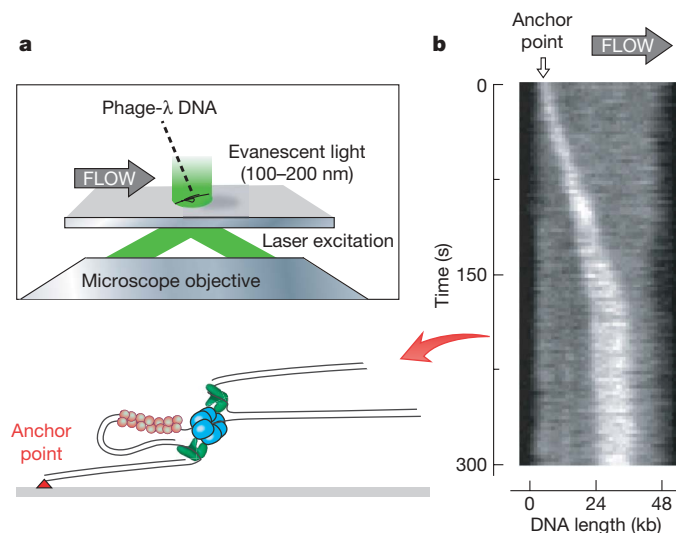 a
Phage-λ DNA
FLOW
Evanescent light
(100–200 nm)
Laser excitation
Microscope objective
Anchor
point
b
Anchor
point
FLOW
0
150
300
Time (s)
0
24
48
DNA length (kb)